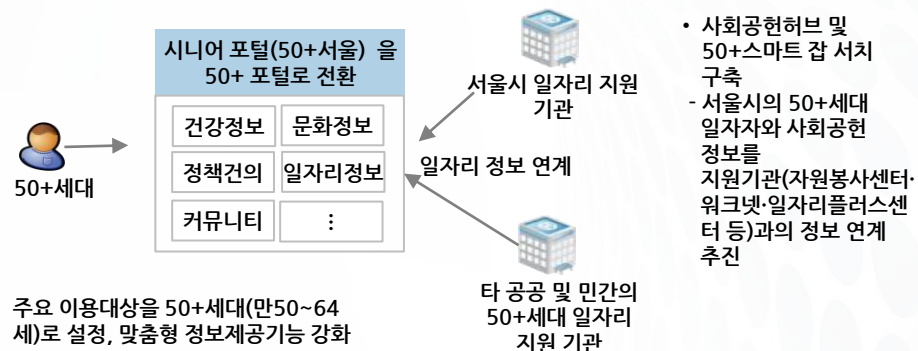 시니어 포털(50+서울) 을
50+ 포털로 전환
건강정보
문화정보
정책건의
일자리정보
커뮤니티
⋮
50+세대
주요 이용대상을 50+세대(만50~64
세)로 설정, 맞춤형 정보제공기능 강화
서울시 일자리 지원
기관
일자리 정보 연계
타 공공 및 민간의
50+세대 일자리
지원 기관
• 사회공헌허브 및
50+스마트 잡 서치
구축
- 서울시의 50+세대
일자자와 사회공헌
정보를
지원기관(자원봉사센터·
워크넷·일자리플러스센
터 등)과의 정보 연계
추진